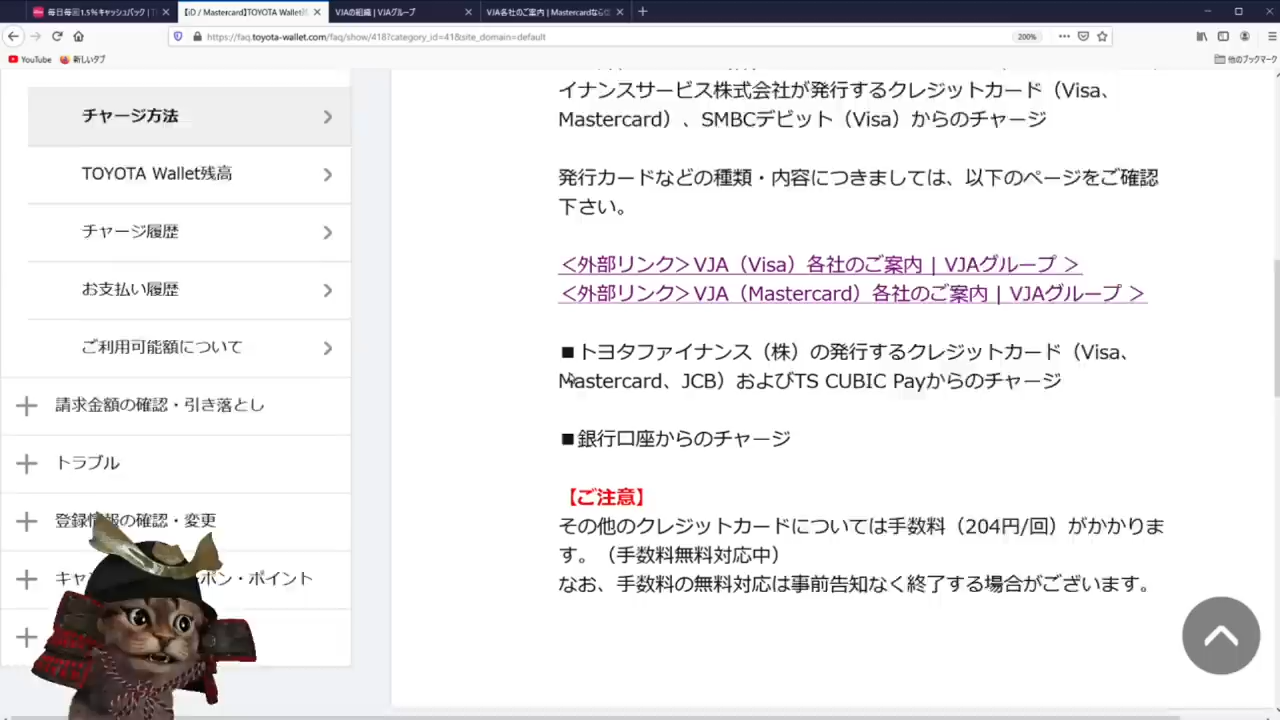 毎日毎回1.5%キャッシュバック | T
【iD / Mastercard】TOYOTA Wallet残
VJAの組織 | VJAグループ
VJA各社のご案内 | Mastercardなら
https://faq.toyota-wallet.com/faq/show/418?category_id=41&site_domain=default
200%
YouTube
新しいタブ
他のブックマーク
チャージ方法
TOYOTA Wallet残高
チャージ履歴
お支払い履歴
ご利用可能額について
請求金額の確認・引き落とし
トラブル
登録情報の確認・変更
ポン・ポイント
イナンスサービス株式会社が発行するクレジットカード（Visa、
Mastercard）、SMBCデビット（Visa）からのチャージ
発行カードなどの種類・内容につきましては、以下のページをご確認
下さい。
＜外部リンク＞VJA（Visa）各社のご案内 | VJAグループ ＞
＜外部リンク＞VJA（Mastercard）各社のご案内 | VJAグループ ＞
■トヨタファイナンス（株）の発行するクレジットカード（Visa、
Mastercard、JCB）およびTS CUBIC Payからのチャージ
■銀行口座からのチャージ
【ご注意】
その他のクレジットカードについては手数料（204円/回）がかかりま
す。（手数料無料対応中）
なお、手数料の無料対応は事前告知なく終了する場合がございます。